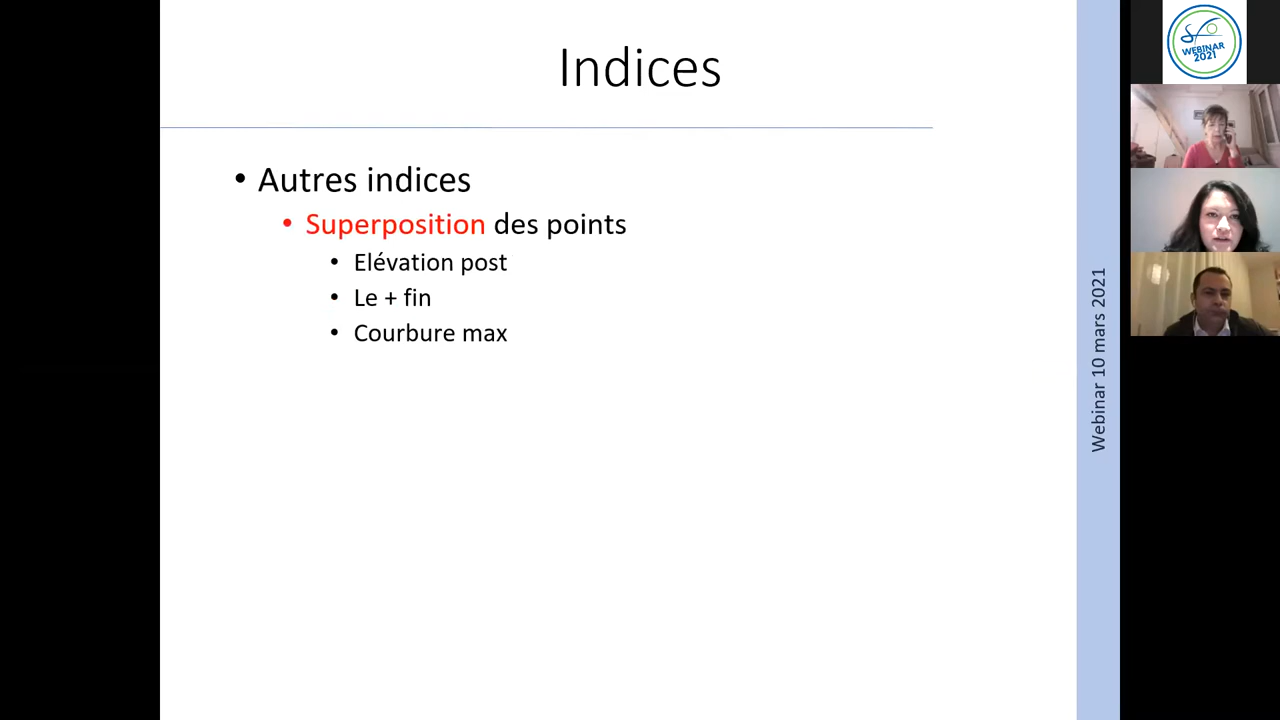 Indices
• Autres indices
• Superposition des points
• Elévation post
• Le + fin
• Courbure max
Webinar 10 mars 2021
WEBINAR
2021